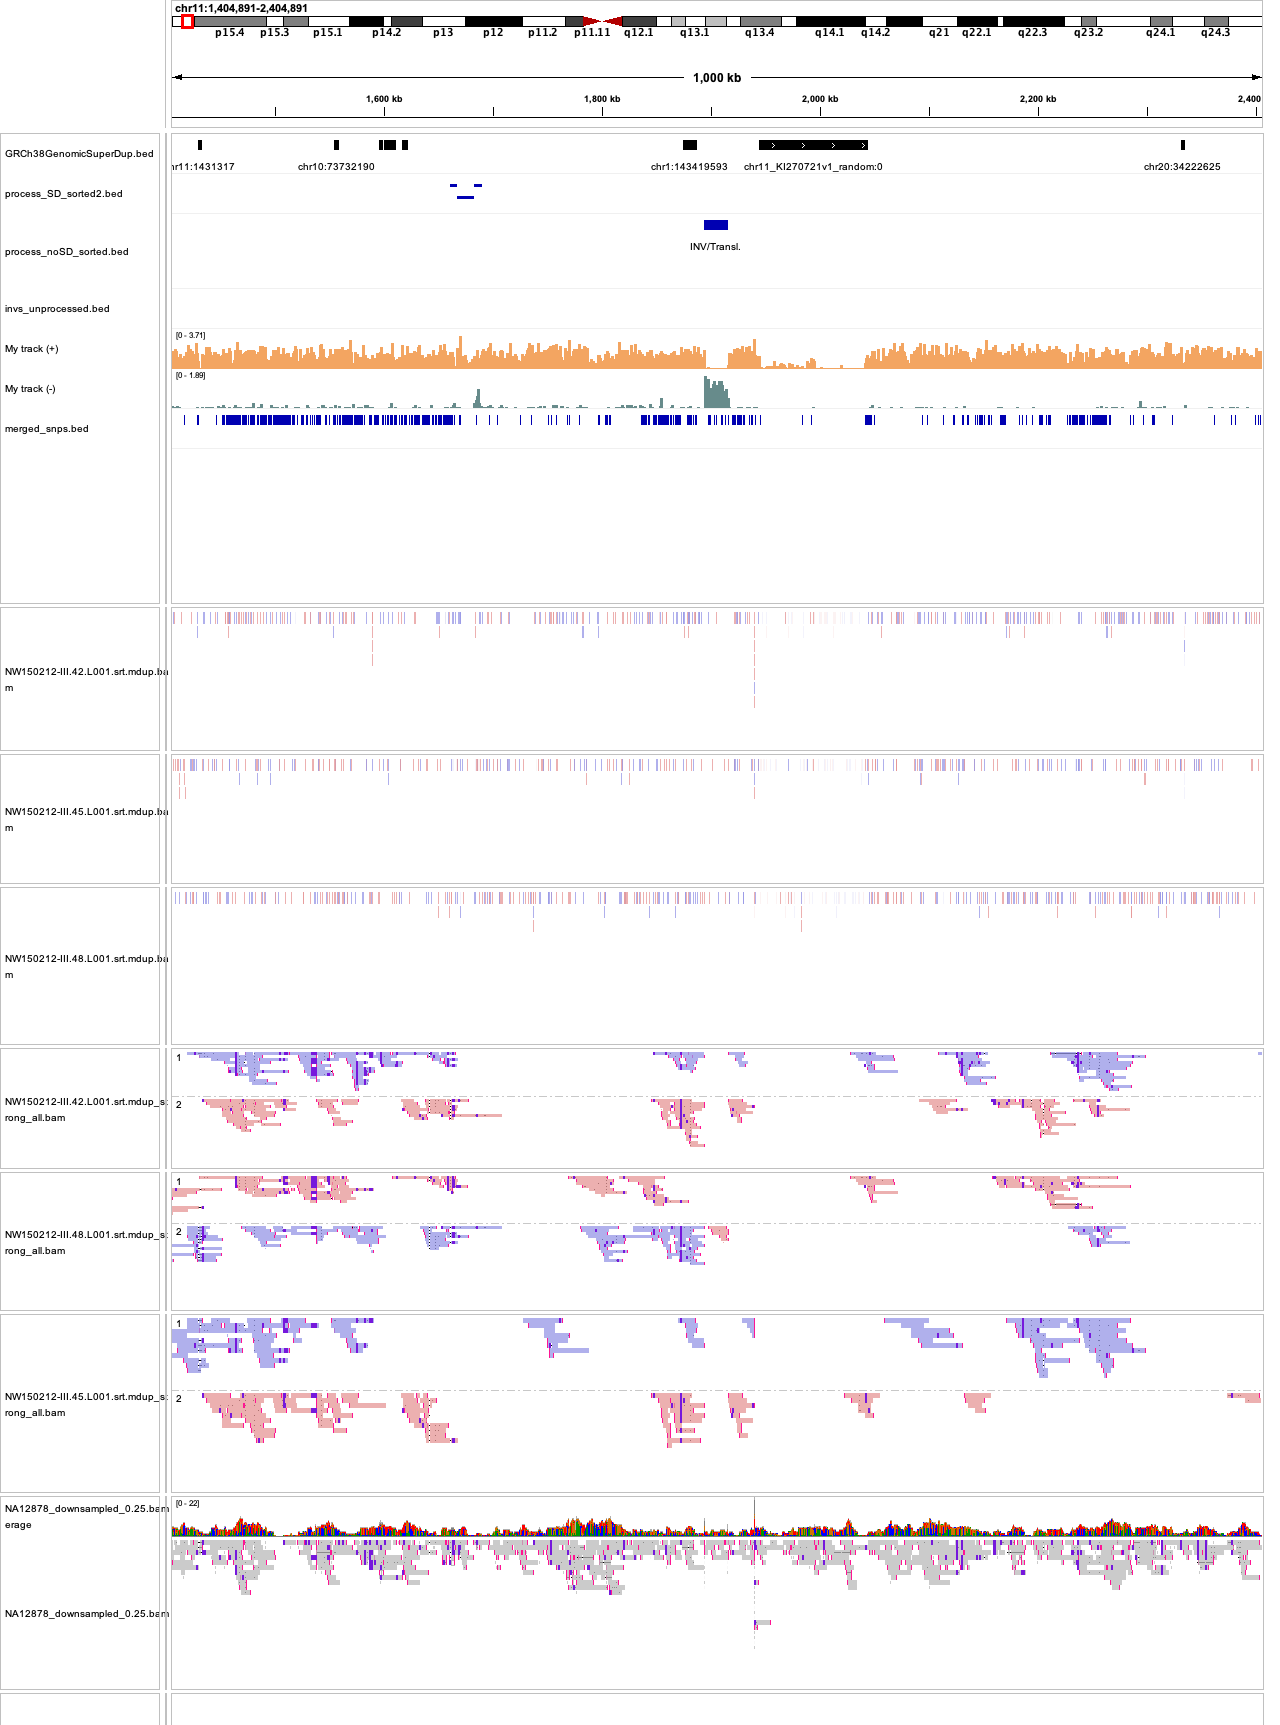 chr11:1,404,891-2,404,891
p15.4 p15.3 p15.1 p14.2 p13 p12 p11.2 p11.11 q12.1 q13.1 q13.4 q14.1 q14.2 q21 q22.1 q22.3 q23.2 q24.1 q24.3
1,000 kb
1,600 kb 1,800 kb 2,000 kb 2,200 kb 2,400
GRCh38GenomicSuperDup.bed
hr11:1431317 chr10:73732190 chr1:143419593 chr11_KI270721v1_random:0 chr20:34222625
process_SD_sorted2.bed
process_noSD_sorted.bed
INV/Transl.
invs_unprocessed.bed
[0 - 3.71]
My track (+)
[0 - 1.89]
My track (-)
merged_snps.bed
NW150212-III.42.L001.srt.mdup.ba
m
NW150212-III.45.L001.srt.mdup.ba
m
NW150212-III.48.L001.srt.mdup.ba
m
1
NW150212-III.42.L001.srt.mdup_s
2
rong_all.bam
1
NW150212-III.48.L001.srt.mdup_s
2
rong_all.bam
1
NW150212-III.45.L001.srt.mdup_s
2
rong_all.bam
[0 - 22]
NA12878_downsampled_0.25.bam
erage
NA12878_downsampled_0.25.bam